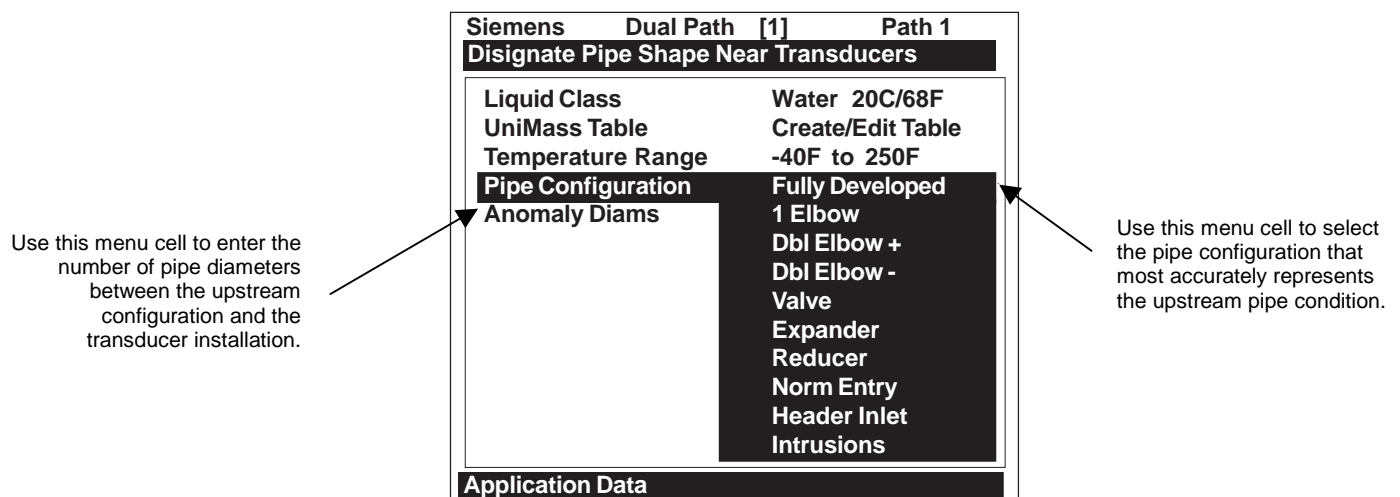 Siemens Dual Path [1] Path 1
Disignate Pipe Shape Near Transducers
Liquid Class Water 20C/68F
UniMass Table Create/Edit Table
Temperature Range -40F to 250F
Pipe Configuration Fully Developed
Anomaly Diams 1 Elbow
Dbl Elbow +
Dbl Elbow -
Valve
Expander
Reducer
Norm Entry
Header Inlet
Intrusions
Application Data
Use this menu cell to enter the
number of pipe diameters
between the upstream
configuration and the
transducer installation.
Use this menu cell to select
the pipe configuration that
most accurately represents
the upstream pipe condition.